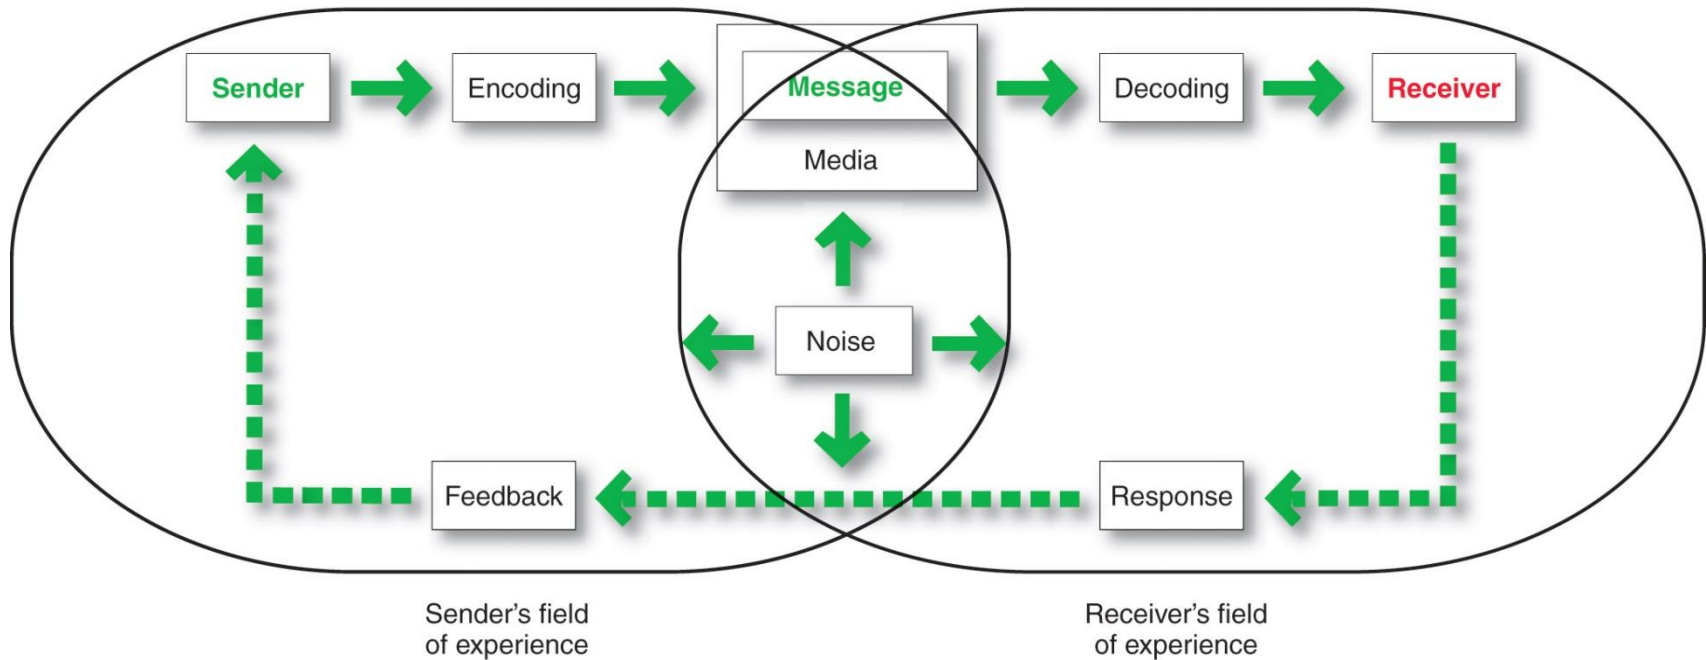 Sender
Encoding
Message
Decoding
Receiver
Media
Noise
Feedback
Response
Sender’s field
of experience
Receiver’s field
of experience